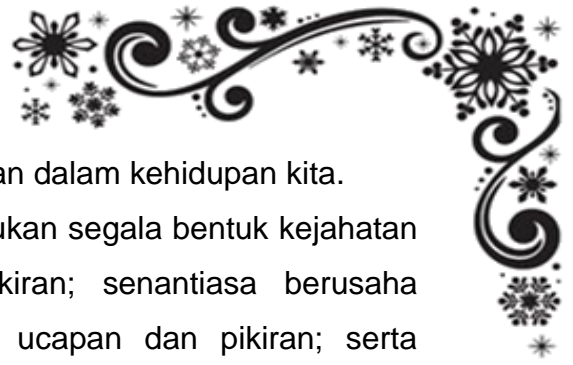 an dalam kehidupan kita.
ukan segala bentuk kejahatan
kiran; senantiasa berusaha
ucapan dan pikiran; serta